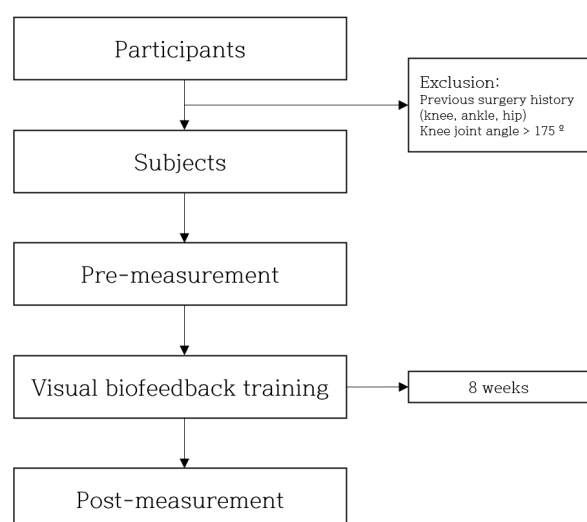 Participants
Exclusion:
Previous surgery history
(knee, ankle, hip)
Knee joint angle > 175 º
Subjects
Pre-measurement
Visual biofeedback training
8 weeks
Post-measurement